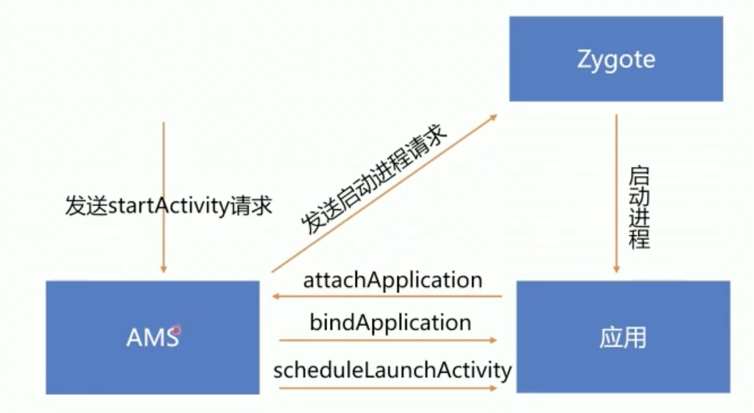 Zygote
发送startActivity请求
发送启动进程请求
启动进程
attachApplication
AMS
bindApplication
应用
scheduleLaunchActivity